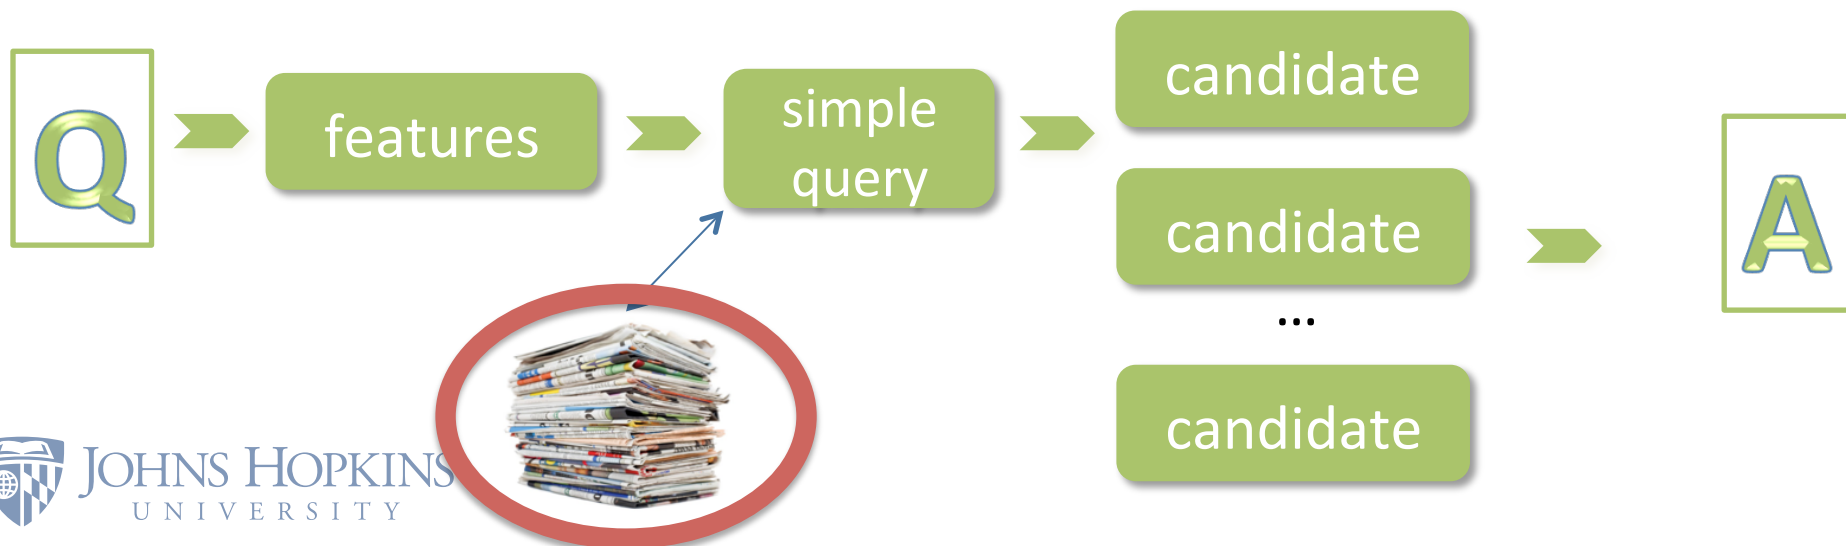 Q
features
simple
query
candidate
candidate
...
candidate
A
JOHNS HOPKINS
UNIVERSITY